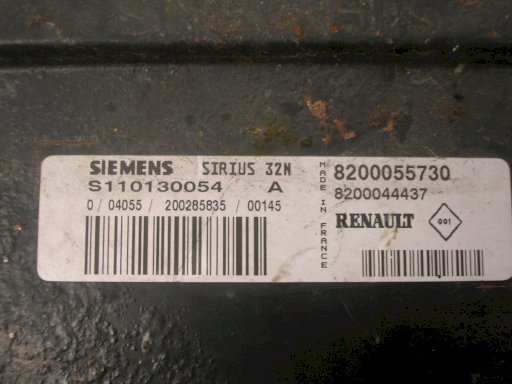 SIEMENS SIRIUS 32N
S110130054 A
0 / 04055 / 200285835 / 00145
MADE IN FRANCE
8200055730
8200044437
RENAULT
001